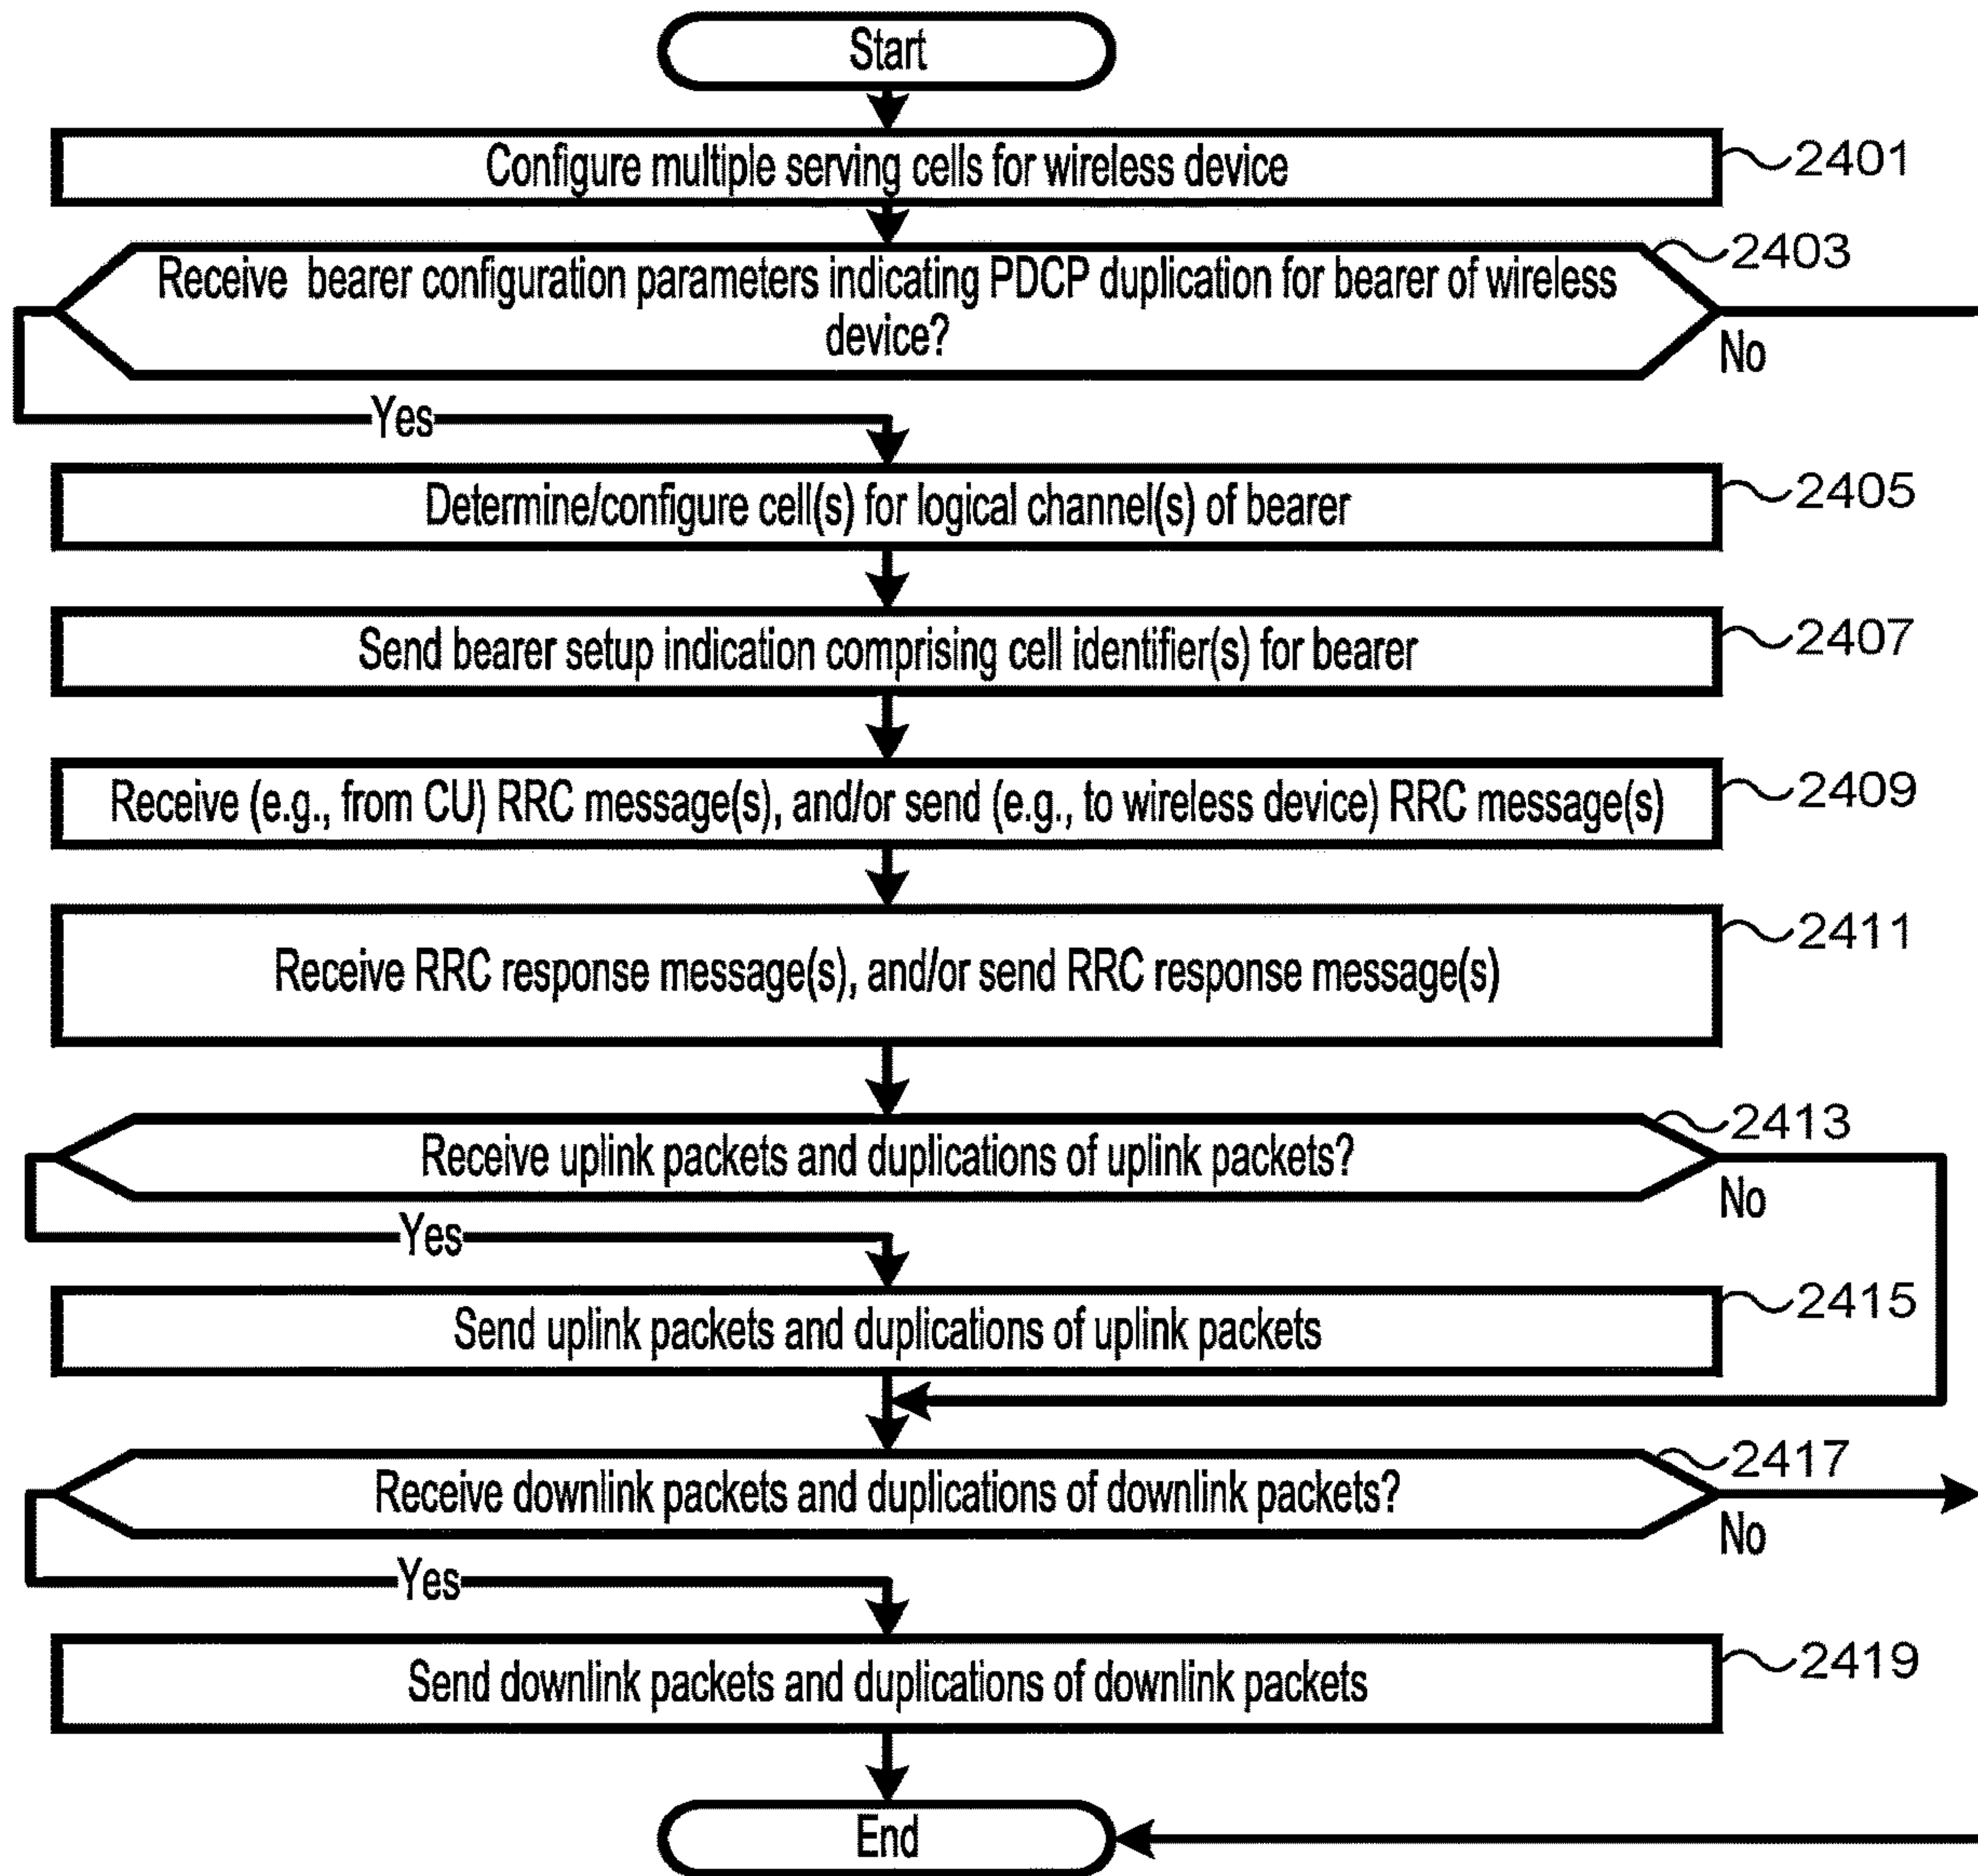 Start
Configure multiple serving cells for wireless device
2401
2403
Receive bearer configuration parameters indicating PDCP duplication for bearer of wireless
device?
No
Yes
Determine/configure cell(s) for logical channel(s) of bearer
2405
Send bearer setup indication comprising cell identifier(s) for bearer
2407
Receive (e.g., from CU) RRC message(s), and/or send (e.g., to wireless device) RRC message(s)
2409
Receive RRC response message(s), and/or send RRC response message(s)
2411
2413
Receive uplink packets and duplications of uplink packets?
No
Yes
Send uplink packets and duplications of uplink packets
2415
2417
Receive downlink packets and duplications of downlink packets?
No
Yes
Send downlink packets and duplications of downlink packets
2419
End